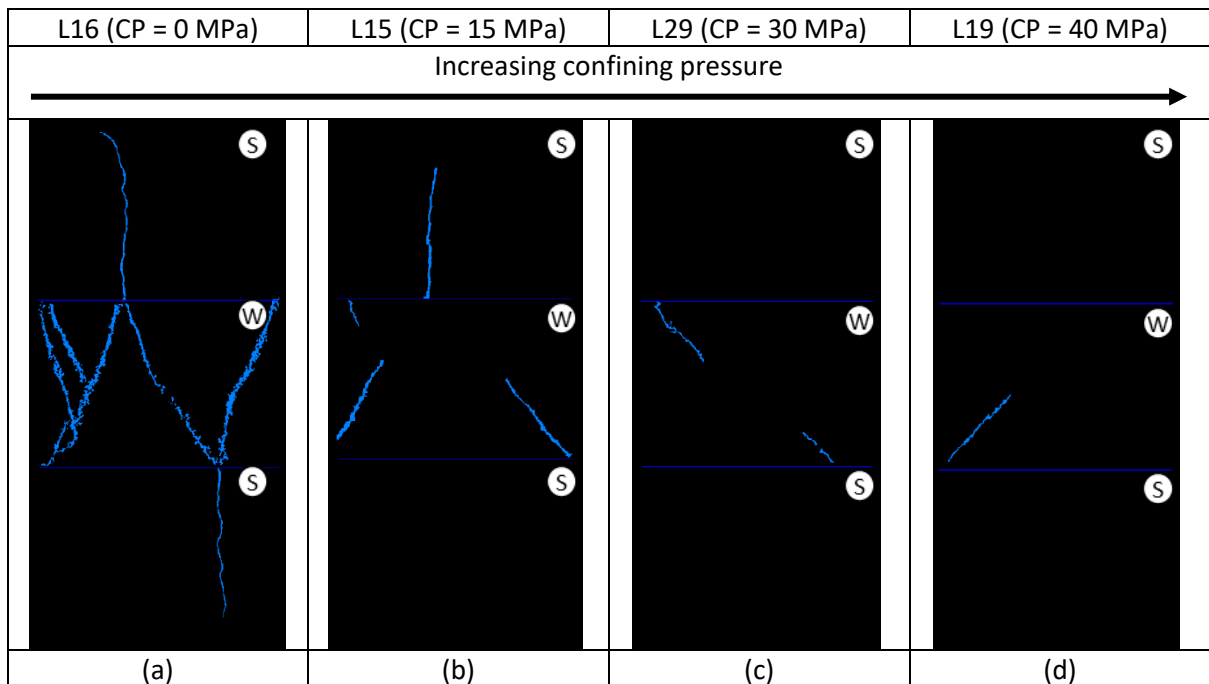 L16 (CP = 0 MPa) L15 (CP = 15 MPa) L29 (CP = 30 MPa) L19 (CP = 40 MPa)
Increasing confining pressure
S S S S
W W W W
S S S S
(a) (b) (c) (d)